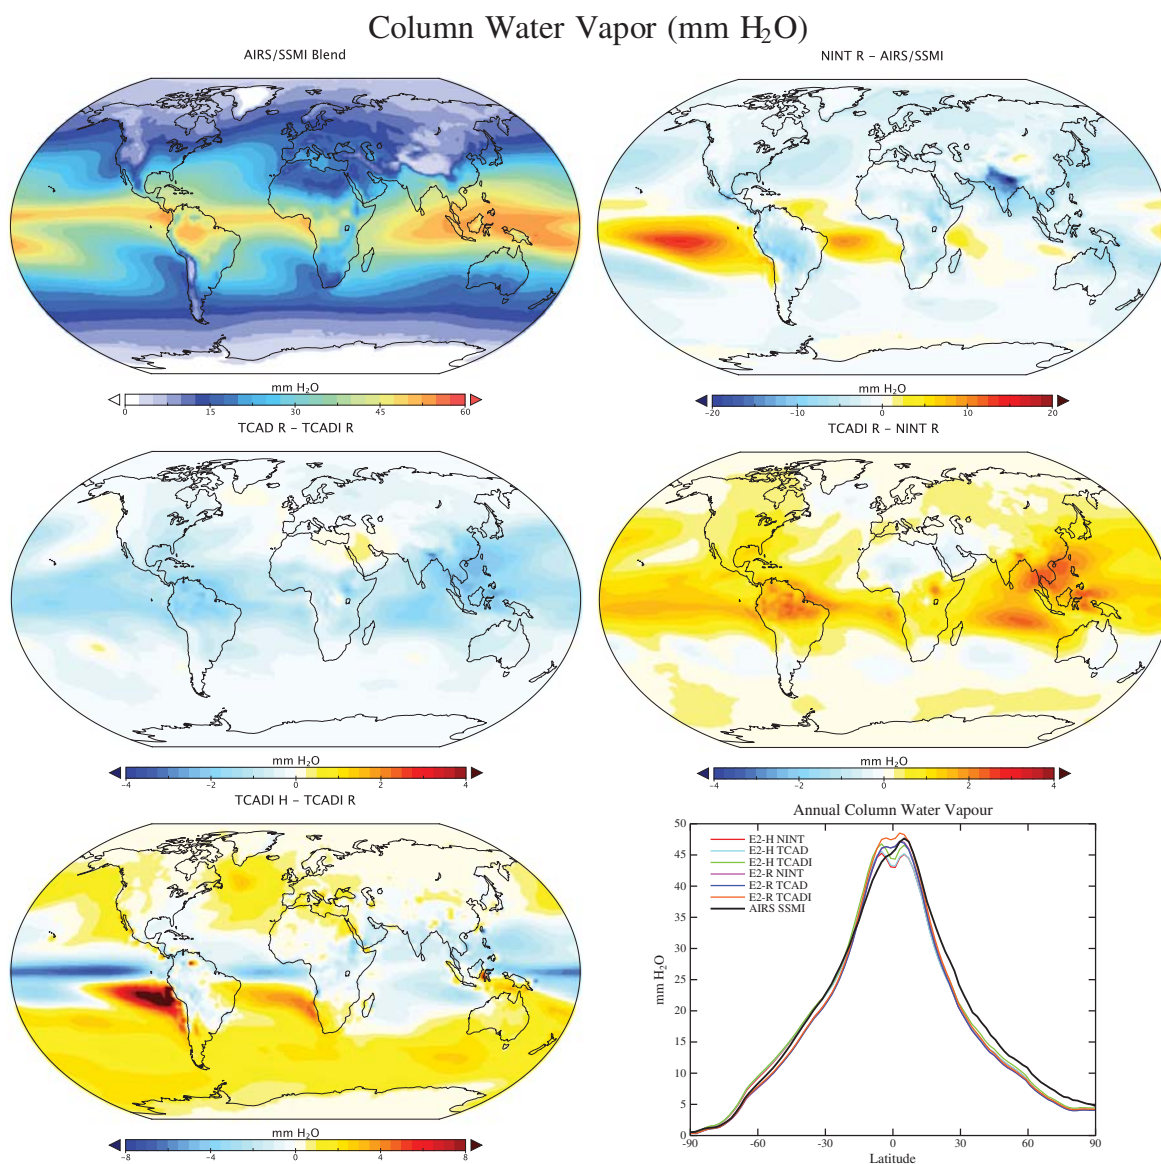 Column Water Vapor (mm H₂O)
AIRS/SSMI Blend
NINT R – AIRS/SSMI
mm H₂O
0 15 30 45 60
mm H₂O
−20 −10 0 10 20
TCAD R – TCADI R
TCADI R – NINT R
mm H₂O
−4 −2 0 2 4
mm H₂O
−4 −2 0 2 4
TCADI H – TCADI R
mm H₂O
−8 −4 0 4 8
Annual Column Water Vapour
E2-H NINT
E2-H TCAD
E2-H TCADI
E2-R NINT
E2-R TCAD
E2-R TCADI
AIRS SSMI
mm H₂O
50
45
40
35
30
25
20
15
10
5
0
-90 -60 -30 0 30 60 90
Latitude